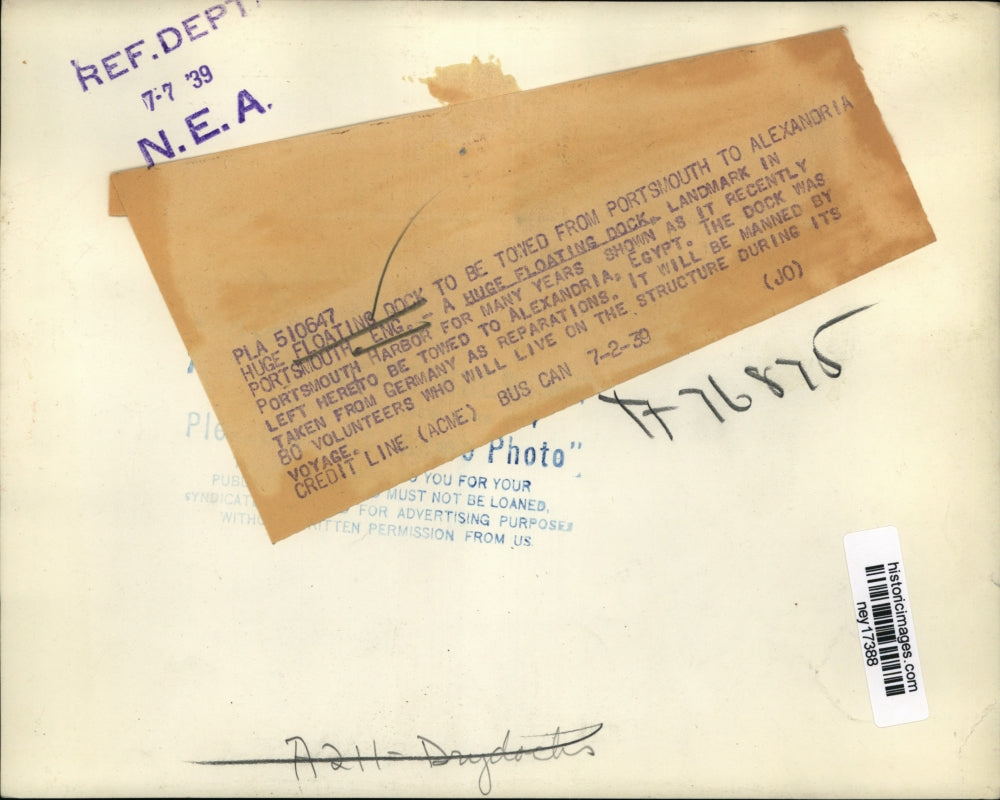 REF. DEPT.
7-7 '39
N.E.A.
PLA 510647
HUGE FLOATING DOCK TO BE TOWED FROM PORTSMOUTH TO ALEXANDRIA
PORTSMOUTH, ENG. -- A HUGE FLOATING DOCK, LANDMARK IN
PORTSMOUTH HARBOR FOR MANY YEARS SHOWN AS IT RECENTLY
LEFT HERETO BE TOWED TO ALEXANDRIA, EGYPT. THE DOCK WAS
TAKEN FROM GERMANY AS REPARATIONS. IT WILL BE MANNED BY
80 VOLUNTEERS WHO WILL LIVE ON THE STRUCTURE DURING ITS
VOYAGE.
CREDIT LINE (ACME) BUS CAN 7-2-39 (JO)
A 76875
Photo"
YOU FOR YOUR
MUST NOT BE LOANED,
FOR ADVERTISING PURPOSES
PERMISSION FROM US.
historicimages.com
ney17388
A211- Drydocks